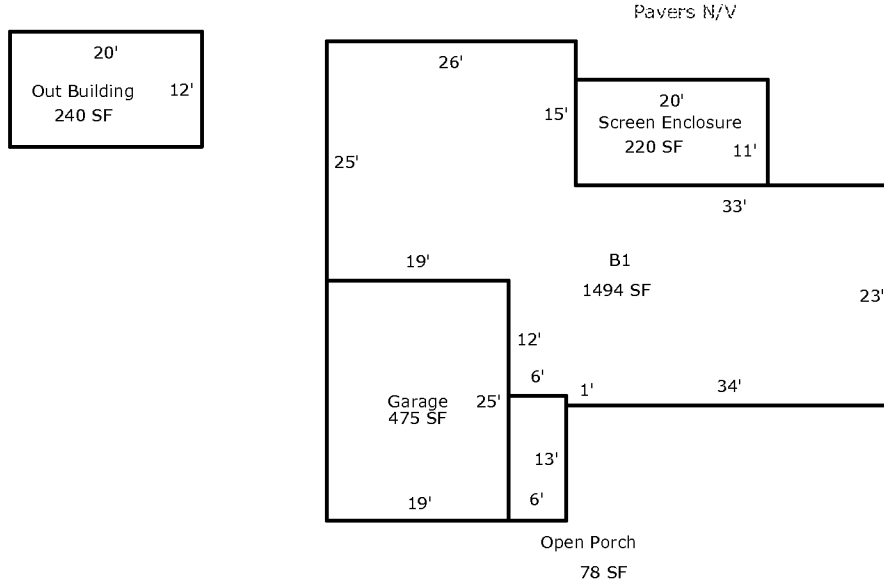 Pavers N/V
20'
Out Building
12'
240 SF
26'
15'
20'
Screen Enclosure
220 SF
11'
25'
33'
19'
B1
1494 SF
23'
12'
6'
1'
34'
Garage
25'
475 SF
13'
19'
6'
Open Porch
78 SF